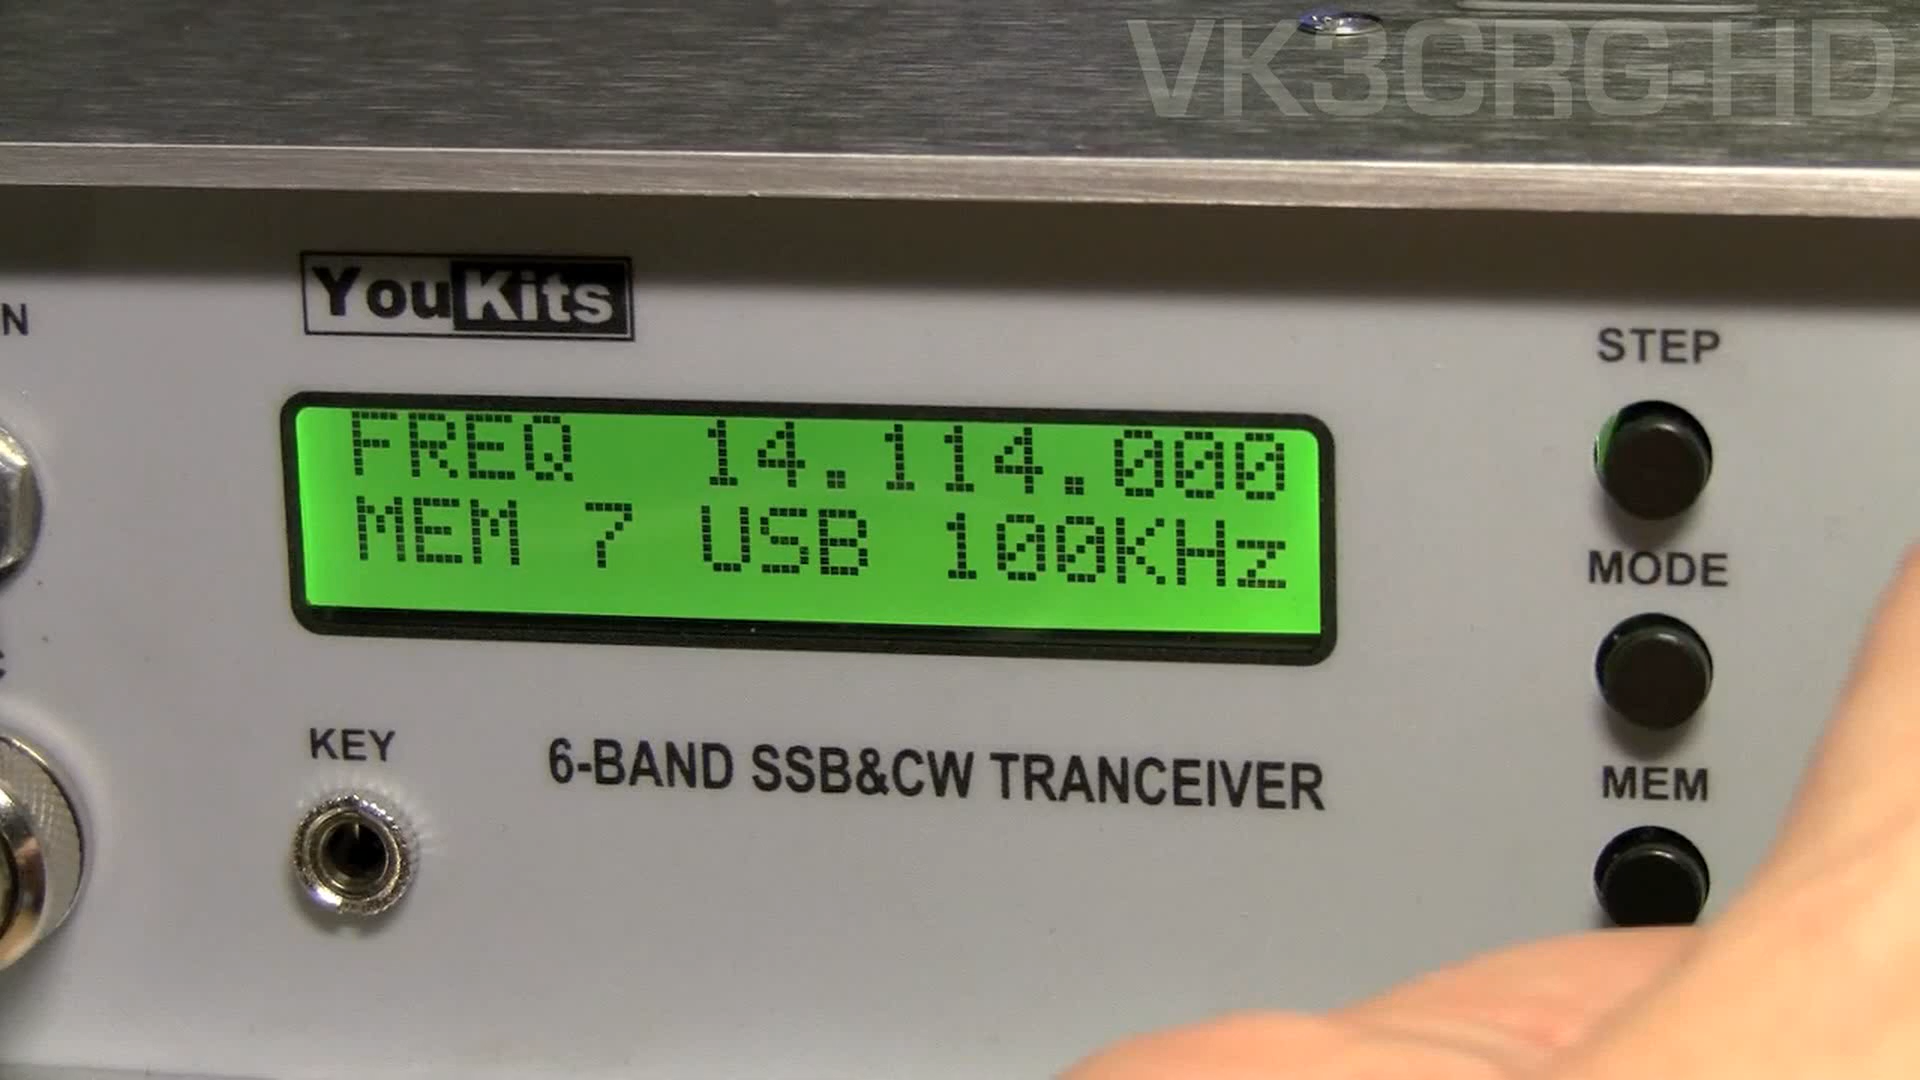 VK3CRG-HD
YouKits
N
STEP
FREQ 14.114.000
MEM 7 USB 100KHz
MODE
KEY
6-BAND SSB&CW TRANCEIVER
MEM